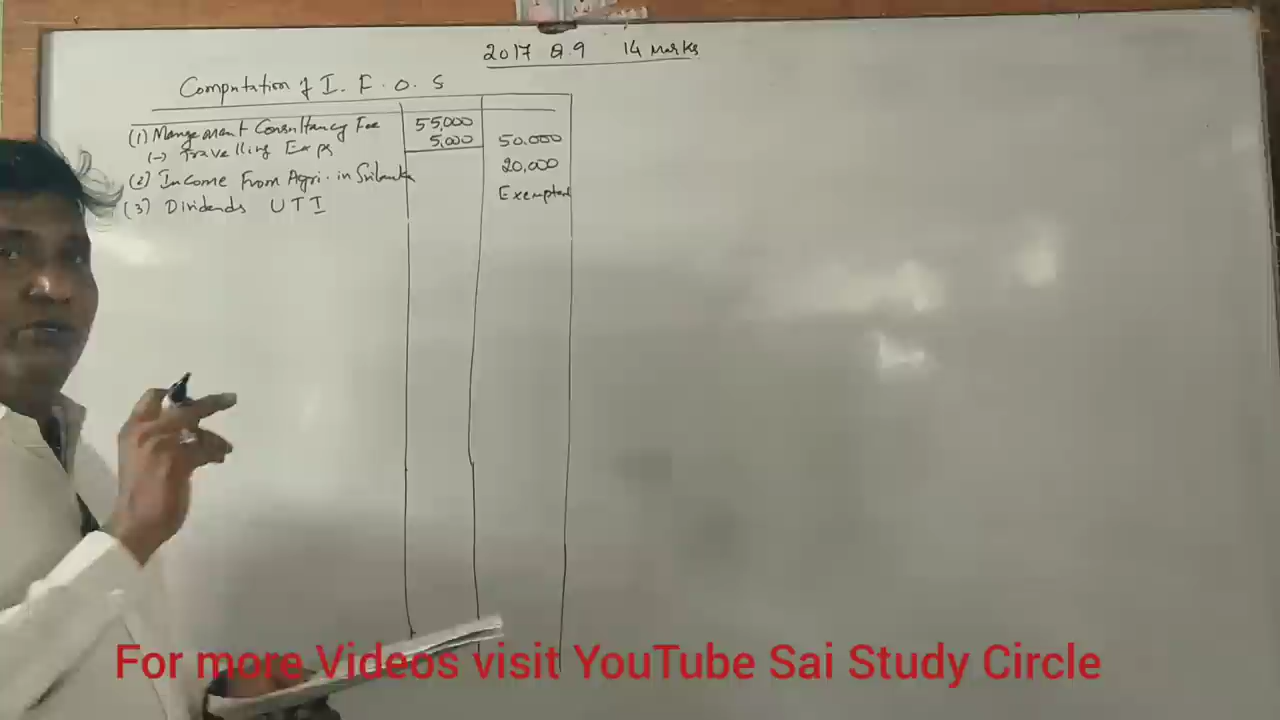 2017 Q.9 14 Marks
Computation of I. F. O. S
(1) Mangement Consultancy Fee 55,000
(-) Travelling Exps 5,000 50.000
(2) Income From Agri. in Srilanka 20,000
(3) Dividends UTI Exempted
For more Videos visit YouTube Sai Study Circle